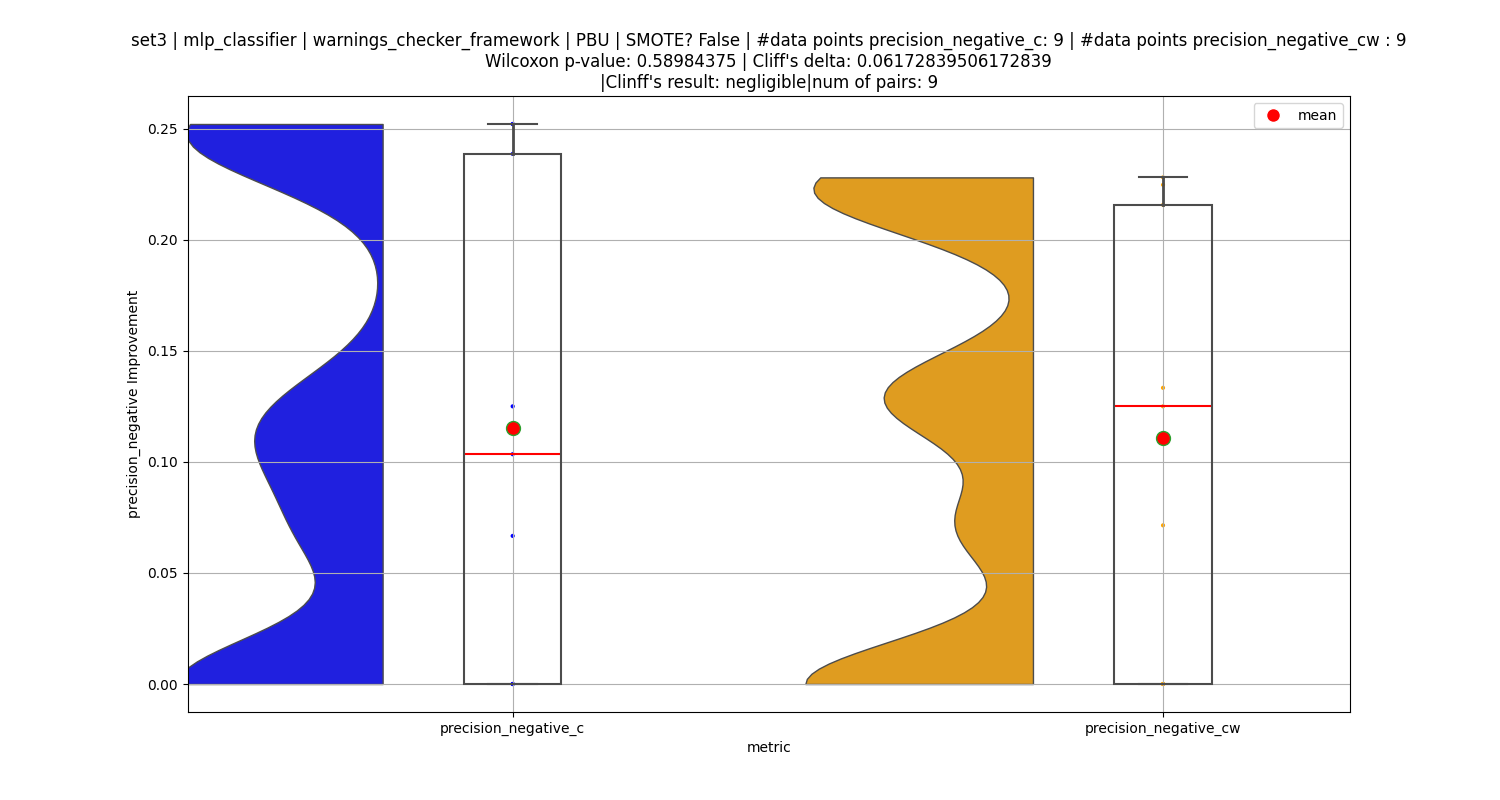 set3 | mlp_classifier | warnings_checker_framework | PBU | SMOTE? False | #data points precision_negative_c: 9 | #data points precision_negative_cw : 9
Wilcoxon p-value: 0.58984375 | Cliff's delta: 0.06172839506172839
|Clinff's result: negligible|num of pairs: 9
mean
0.25
0.20
0.15
0.10
0.05
0.00
precision_negative Improvement
precision_negative_c
precision_negative_cw
metric